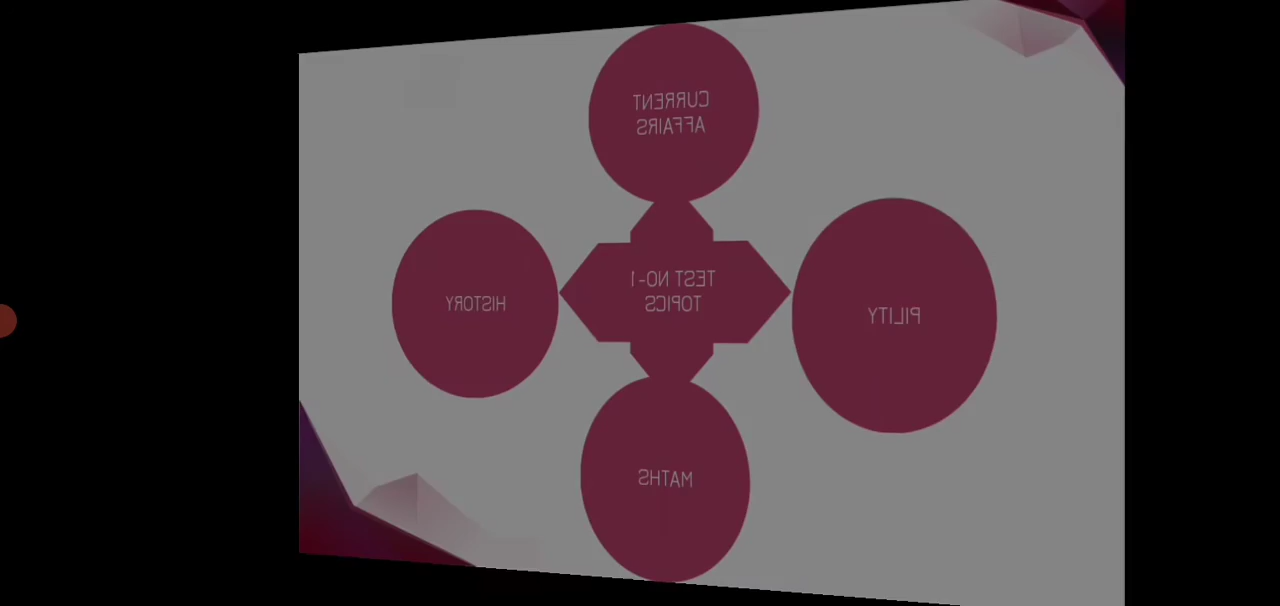 CURRENT
AFFAIRS
HISTORY
TEST NO-1
TOPICS
PILITY
MATHS